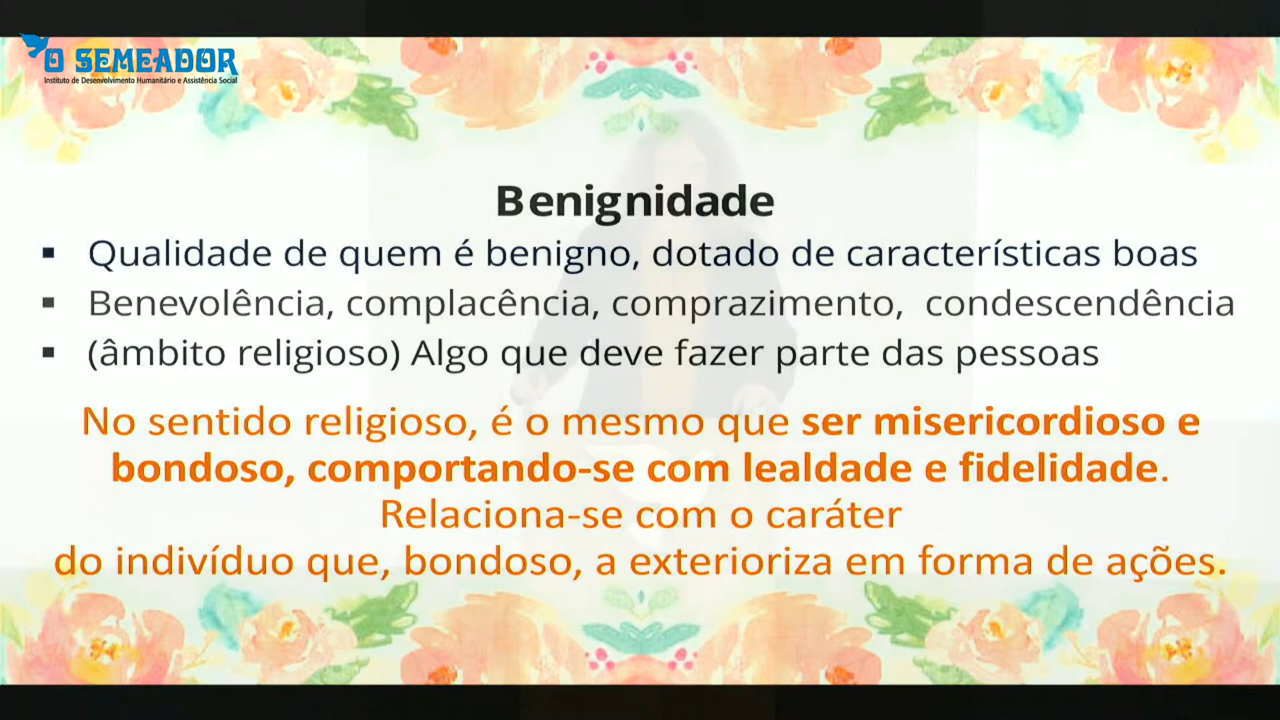 O SEMEADOR
Instituto de Desenvolvimento Humanitário e Assistência Social
Benignidade
▪ Qualidade de quem é benigno, dotado de características boas
▪ Benevolência, complacência, comprazimento, condescendência
▪ (âmbito religioso) Algo que deve fazer parte das pessoas
No sentido religioso, é o mesmo que ser misericordioso e
bondoso, comportando-se com lealdade e fidelidade.
Relaciona-se com o caráter
do indivíduo que, bondoso, a exterioriza em forma de ações.